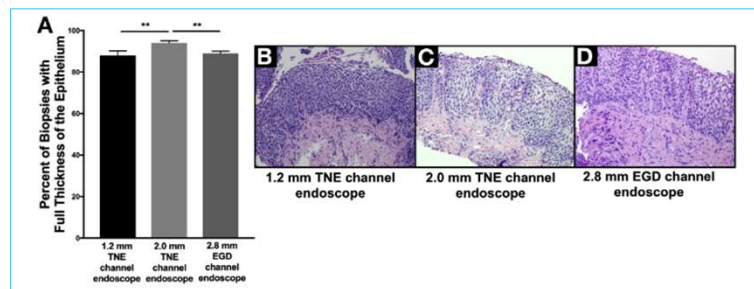 A
Percent of Biopsies with
Full Thickness of the Epithelium
100
80
60
40
20
0
**
**
1.2 mm
TNE
channel
endoscope
2.0 mm
TNE
channel
endoscope
2.8 mm
EGD
channel
endoscope
B
1.2 mm TNE channel
endoscope
C
2.0 mm TNE channel
endoscope
D
2.8 mm EGD channel
endoscope